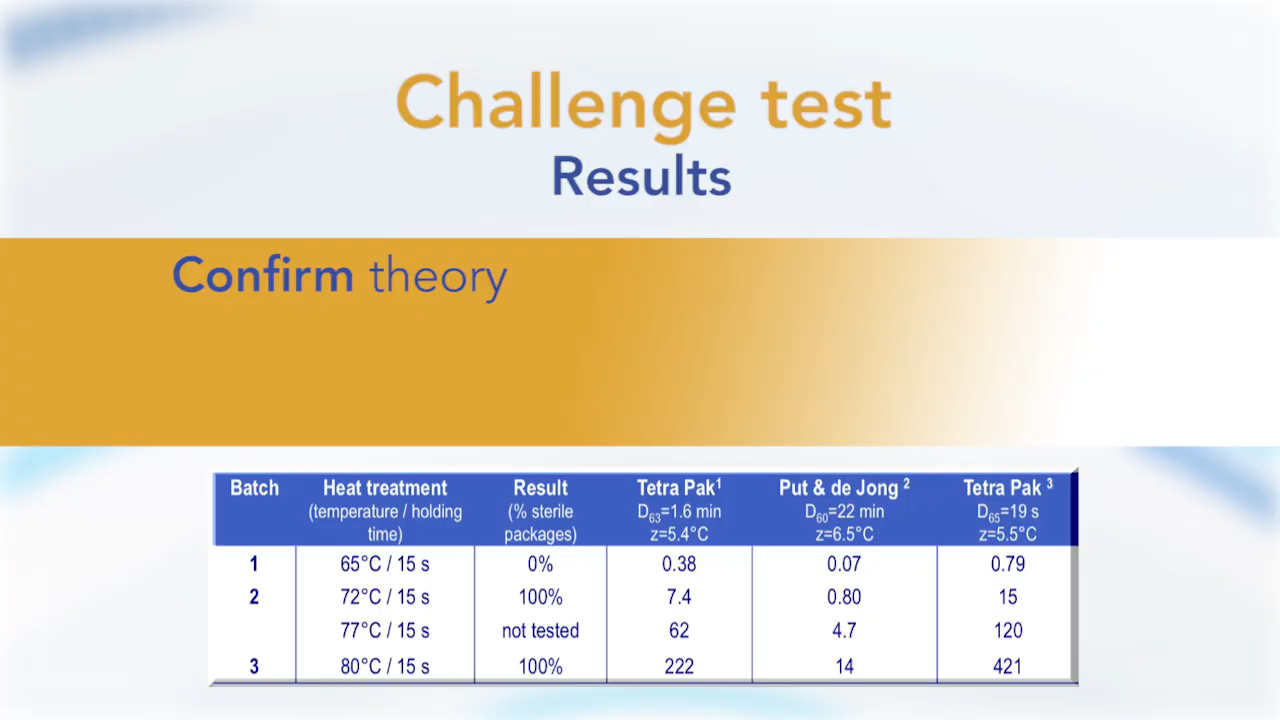 Challenge test
Results
Confirm theory
Batch Heat treatment Result Tetra Pak¹ Put & de Jong ² Tetra Pak ³
(temperature / holding (% sterile D₆₃=1.6 min D₆₀=22 min D₆₅=19 s
time) packages) z=5.4°C z=6.5°C z=5.5°C
1 65°C / 15 s 0% 0.38 0.07 0.79
2 72°C / 15 s 100% 7.4 0.80 15
77°C / 15 s not tested 62 4.7 120
3 80°C / 15 s 100% 222 14 421